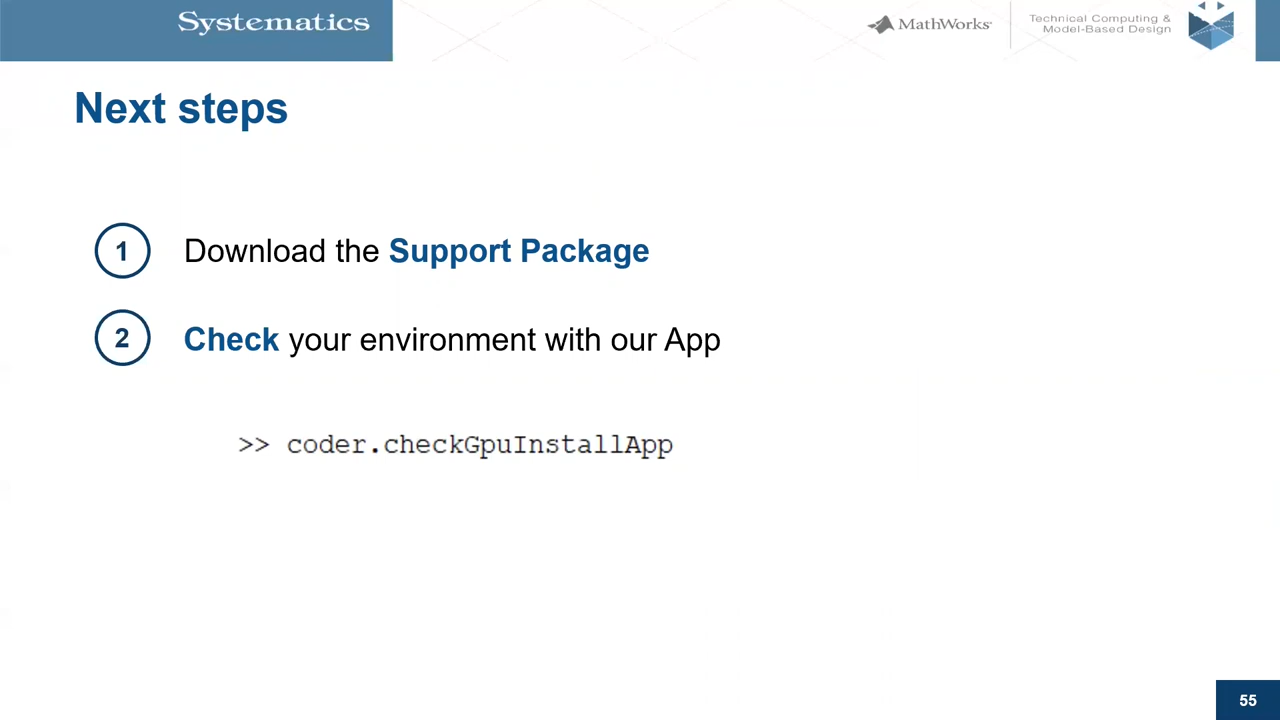 Systematics
MathWorks®
Technical Computing &
Model-Based Design
Next steps
1 Download the Support Package
2 Check your environment with our App
>> coder.checkGpuInstallApp
55